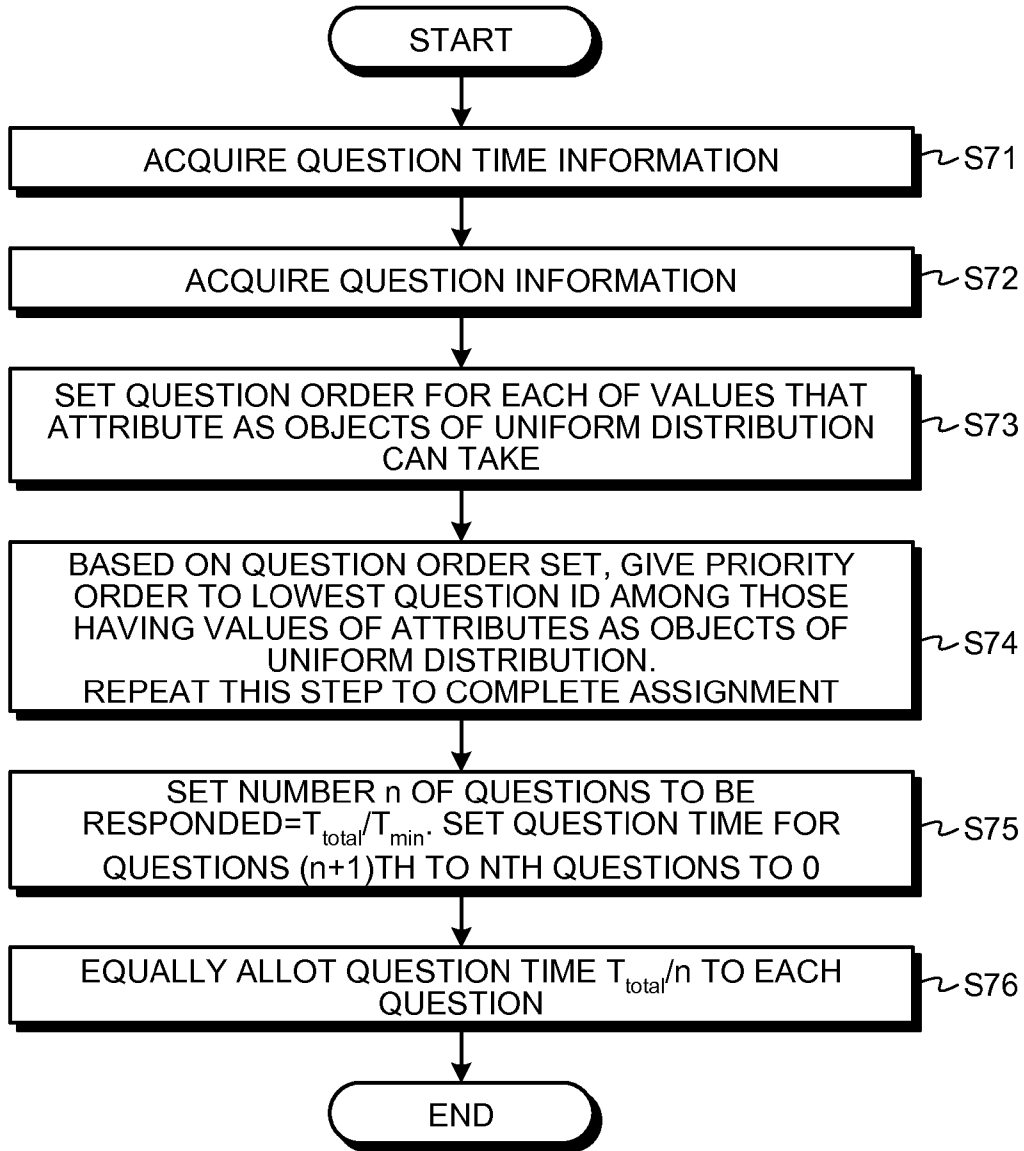 START
ACQUIRE QUESTION TIME INFORMATION
S71
ACQUIRE QUESTION INFORMATION
S72
SET QUESTION ORDER FOR EACH OF VALUES THAT
ATTRIBUTE AS OBJECTS OF UNIFORM DISTRIBUTION
CAN TAKE
S73
BASED ON QUESTION ORDER SET, GIVE PRIORITY
ORDER TO LOWEST QUESTION ID AMONG THOSE
HAVING VALUES OF ATTRIBUTES AS OBJECTS OF
UNIFORM DISTRIBUTION.
REPEAT THIS STEP TO COMPLETE ASSIGNMENT
S74
SET NUMBER n OF QUESTIONS TO BE
RESPONDED=T_total/T_min. SET QUESTION TIME FOR
QUESTIONS (n+1)TH TO NTH QUESTIONS TO 0
S75
EQUALLY ALLOT QUESTION TIME T_total/n TO EACH
QUESTION
S76
END